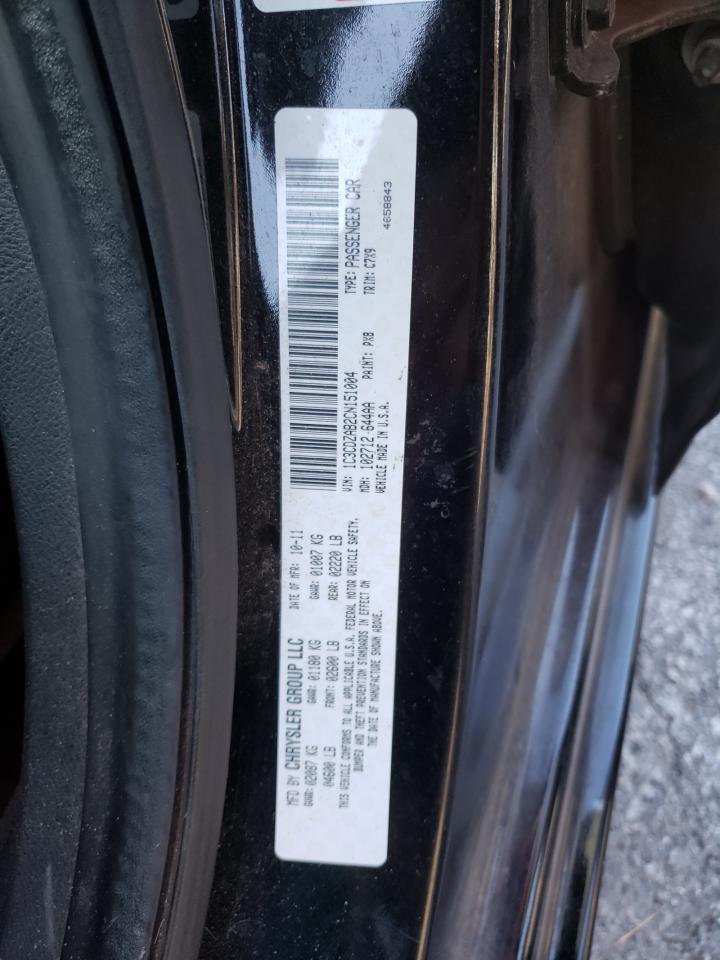 MFD BY CHRYSLER GROUP LLC DATE OF MFR: 10-11
GVWR: 02087 KG GAWR: 01180 KG GAWR: 01007 KG
04600 LB FRONT: 02600 LB REAR: 02220 LB
THIS VEHICLE CONFORMS TO ALL APPLICABLE U.S.A. FEDERAL MOTOR VEHICLE SAFETY,
BUMPER AND THEFT PREVENTION STANDARDS IN EFFECT ON
THE DATE OF MANUFACTURE SHOWN ABOVE.
VIN: 1C3CDZAB2CN151004 TYPE: PASSENGER CAR
MDH: 102712-644AA PAINT: PX8 TRIM: C7X9
VEHICLE MADE IN U.S.A. 4658843